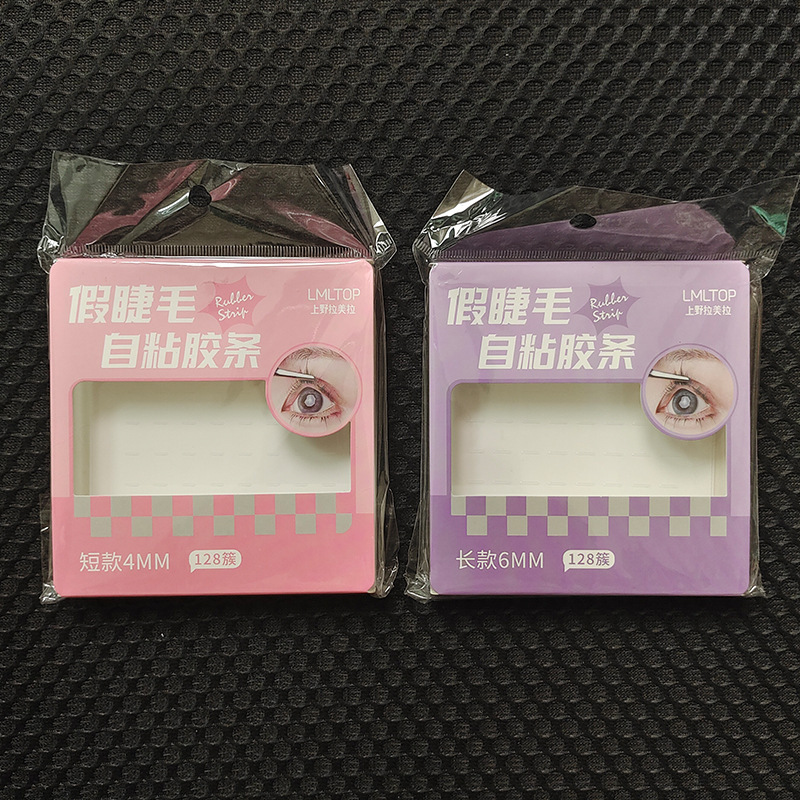 假睫毛
Rubber
Strip
LMLTOP
上野拉美拉
自粘胶条
短款4MM
128簇
假睫毛
Rubber
Strip
LMLTOP
上野拉美拉
自粘胶条
长款6MM
128簇